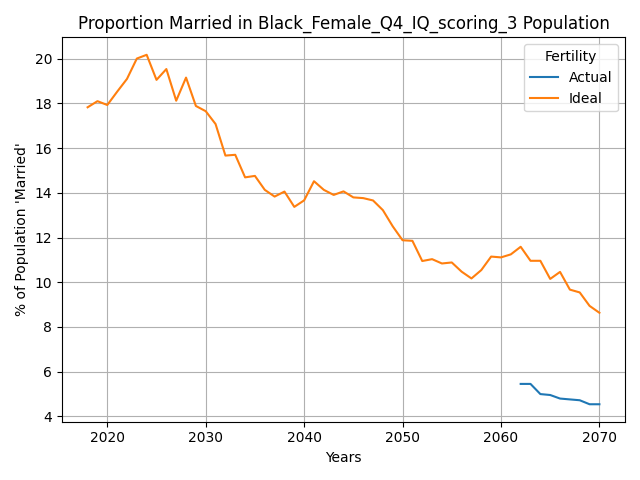 Proportion Married in Black_Female_Q4_IQ_scoring_3 Population
Fertility
Actual
Ideal
% of Population 'Married'
20
18
16
14
12
10
8
6
4
2020 2030 2040 2050 2060 2070
Years